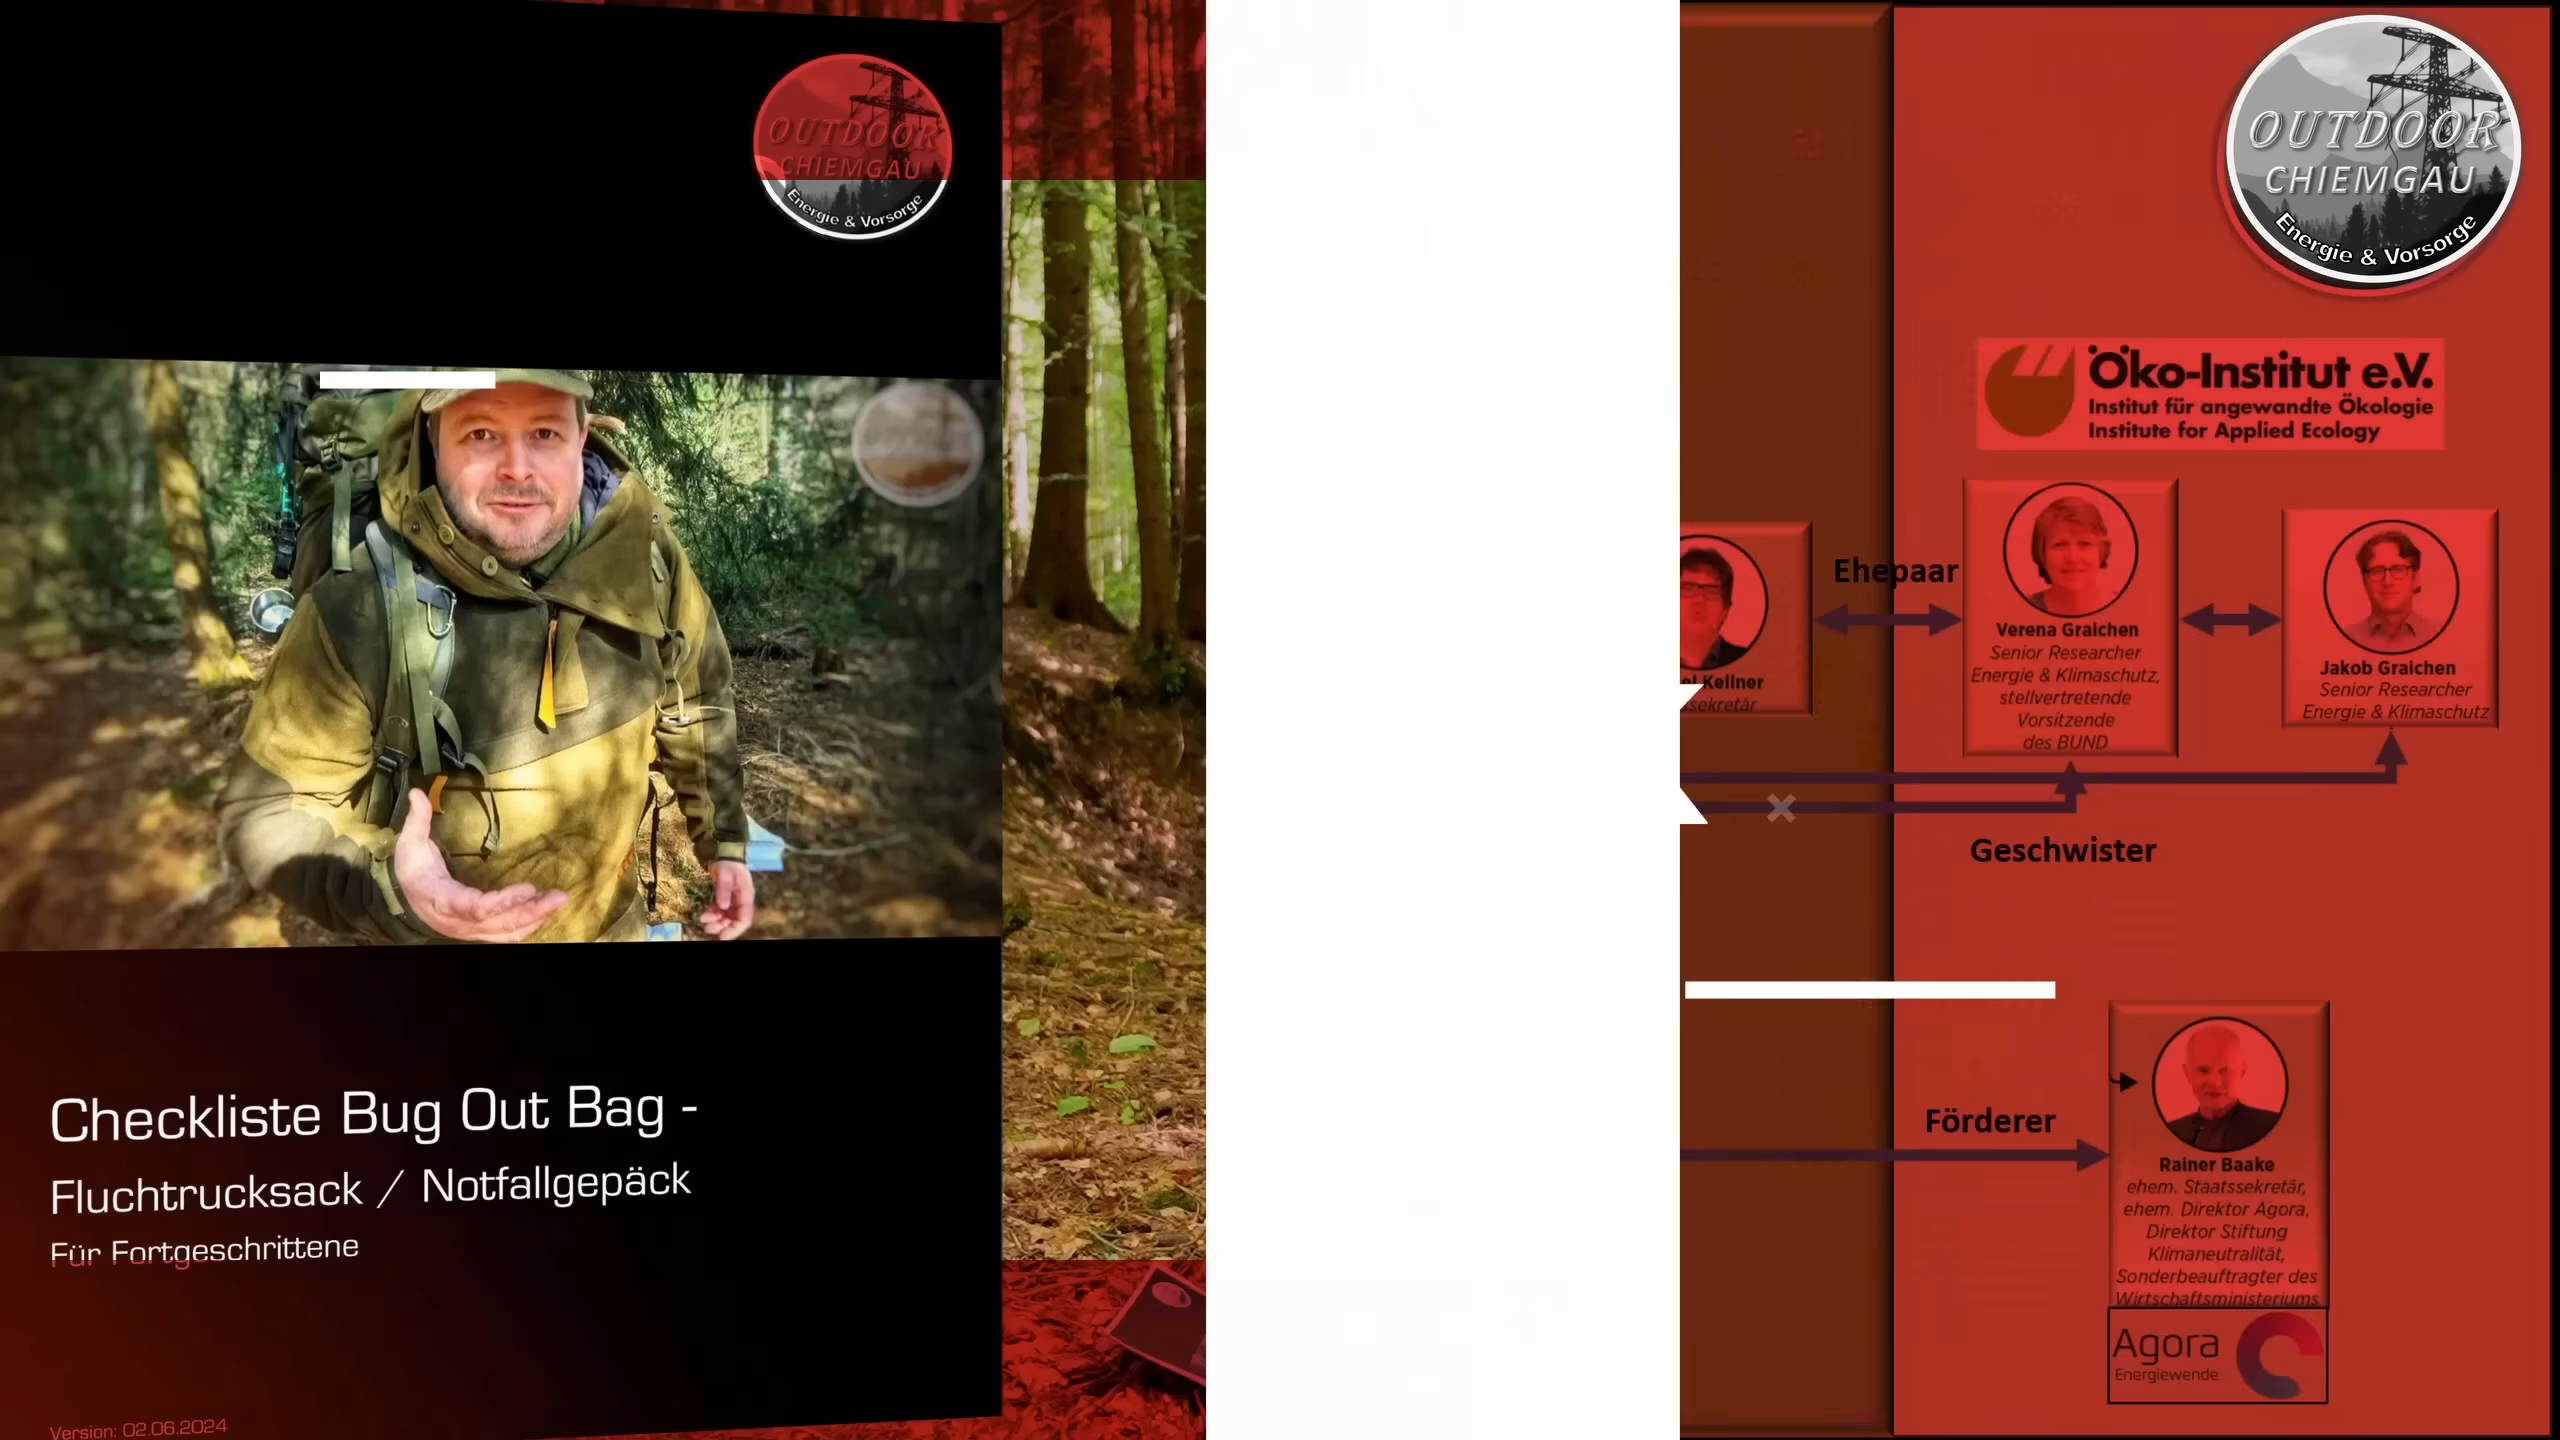 OUTDOOR
CHIEMGAU
Energie & Vorsorge
Checkliste Bug Out Bag -
Fluchtrucksack / Notfallgepäck
Für Fortgeschrittene
Version: 02.06.2024
OUTDOOR
CHIEMGAU
Energie & Vorsorge
Öko-Institut e.V.
Institut für angewandte Ökologie
Institute for Applied Ecology
el Kellner
sekretär
Ehepaar
Verena Graichen
Senior Researcher
Energie & Klimaschutz,
stellvertretende
Vorsitzende
des BUND
Jakob Graichen
Senior Researcher
Energie & Klimaschutz
Geschwister
Förderer
Rainer Baake
ehem. Staatssekretär,
ehem. Direktor Agora,
Direktor Stiftung
Klimaneutralität,
Sonderbeauftragter des
Wirtschaftsministeriums
Agora
Energiewende